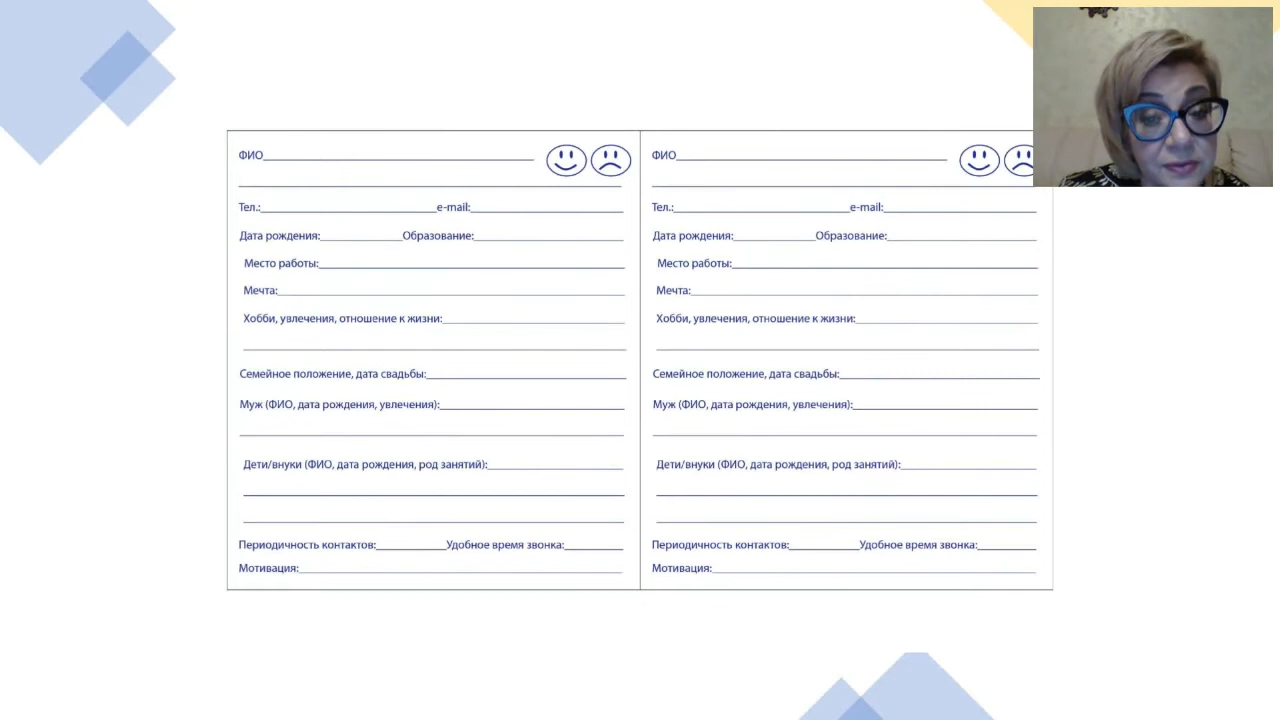 ФИО
Тел.: e-mail:
Дата рождения: Образование:
Место работы:
Мечта:
Хобби, увлечения, отношение к жизни:
Семейное положение, дата свадьбы:
Муж (ФИО, дата рождения, увлечения):
Дети/внуки (ФИО, дата рождения, род занятий):
Периодичность контактов: Удобное время звонка:
Мотивация:
ФИО
Тел.: e-mail:
Дата рождения: Образование:
Место работы:
Мечта:
Хобби, увлечения, отношение к жизни:
Семейное положение, дата свадьбы:
Муж (ФИО, дата рождения, увлечения):
Дети/внуки (ФИО, дата рождения, род занятий):
Периодичность контактов: Удобное время звонка:
Мотивация: